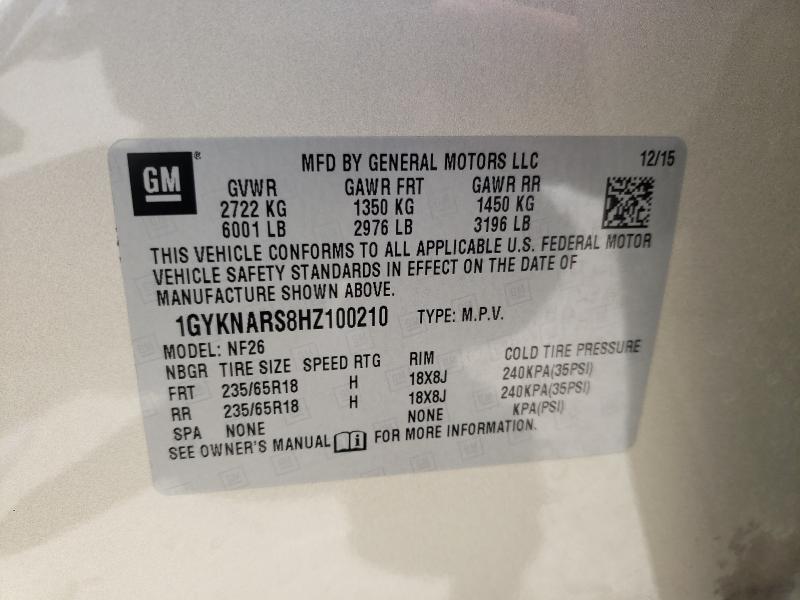 GM®
MFD BY GENERAL MOTORS LLC 12/15
GVWR GAWR FRT GAWR RR
2722 KG 1350 KG 1450 KG
6001 LB 2976 LB 3196 LB
THIS VEHICLE CONFORMS TO ALL APPLICABLE U.S. FEDERAL MOTOR
VEHICLE SAFETY STANDARDS IN EFFECT ON THE DATE OF
MANUFACTURE SHOWN ABOVE.
1GYKNARS8HZ100210 TYPE: M.P.V.
MODEL: NF26
NBGR TIRE SIZE SPEED RTG RIM COLD TIRE PRESSURE
FRT 235/65R18 H 18X8J 240KPA(35PSI)
RR 235/65R18 H 18X8J 240KPA(35PSI)
SPA NONE NONE KPA(PSI)
SEE OWNER'S MANUAL FOR MORE INFORMATION.